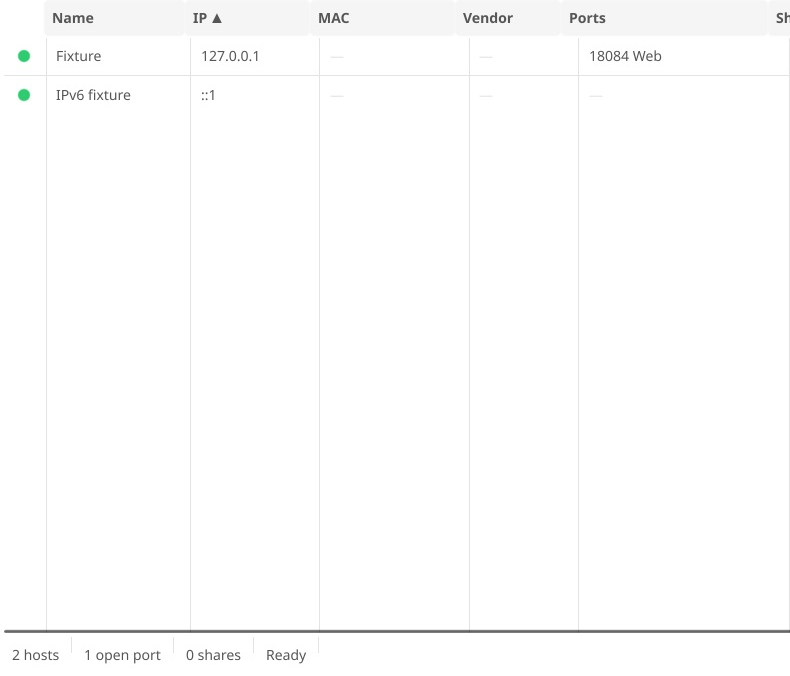 Name IP ▲ MAC Vendor Ports Sh
Fixture 127.0.0.1 — — 18084 Web
IPv6 fixture ::1 — — —
2 hosts 1 open port 0 shares Ready